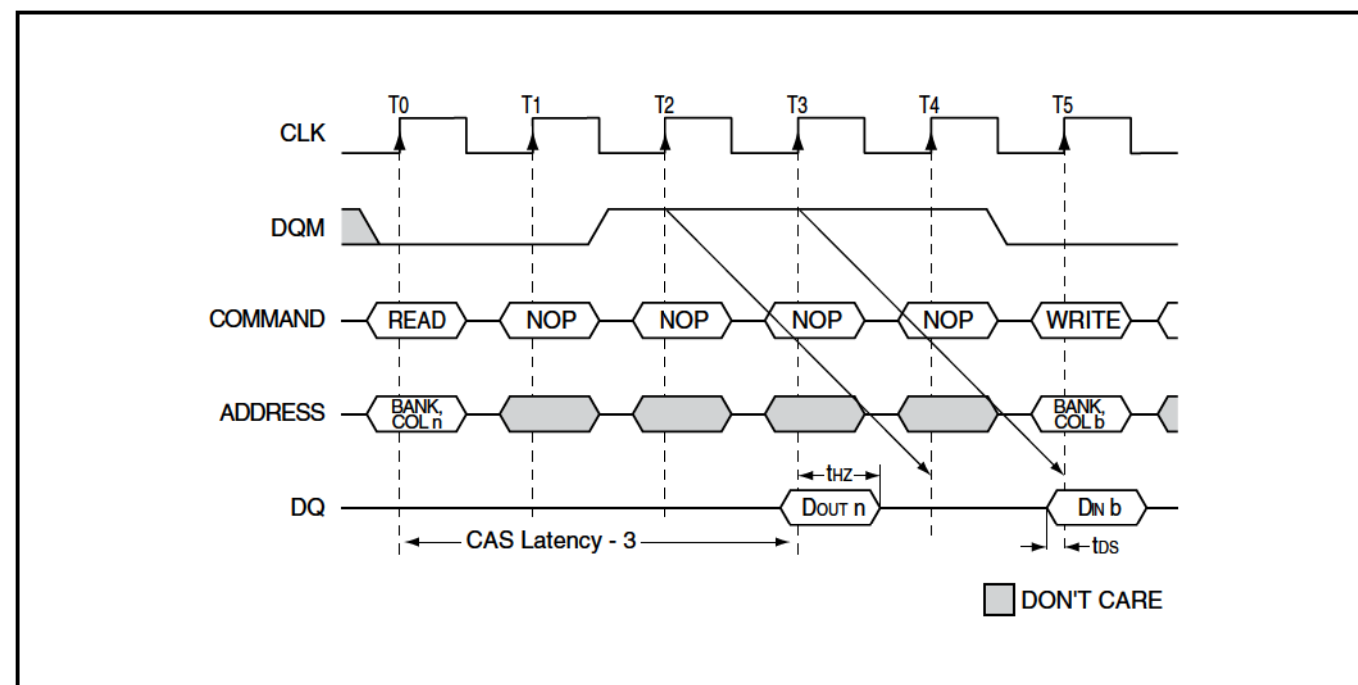 T0 T1 T2 T3 T4 T5
CLK
DQM
COMMAND READ NOP NOP NOP NOP WRITE
ADDRESS BANK, COL n BANK, COL b
tHZ
DQ DOUT n DIN b
CAS Latency - 3 tDS
DON'T CARE